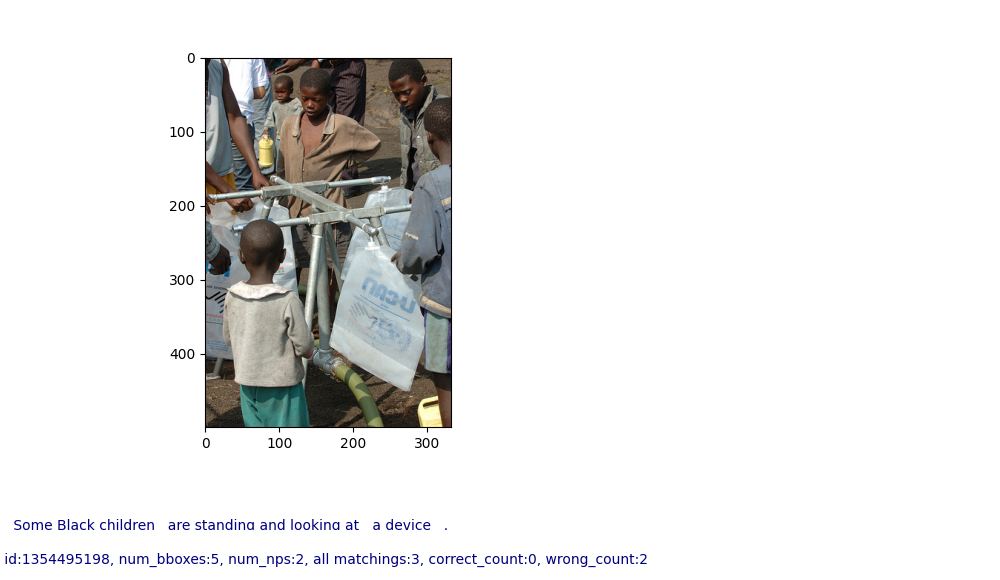 0
100
200
300
400
0 100 200 300
Some Black children are standing and looking at a device .
id:1354495198, num_bboxes:5, num_nps:2, all matchings:3, correct_count:0, wrong_count:2